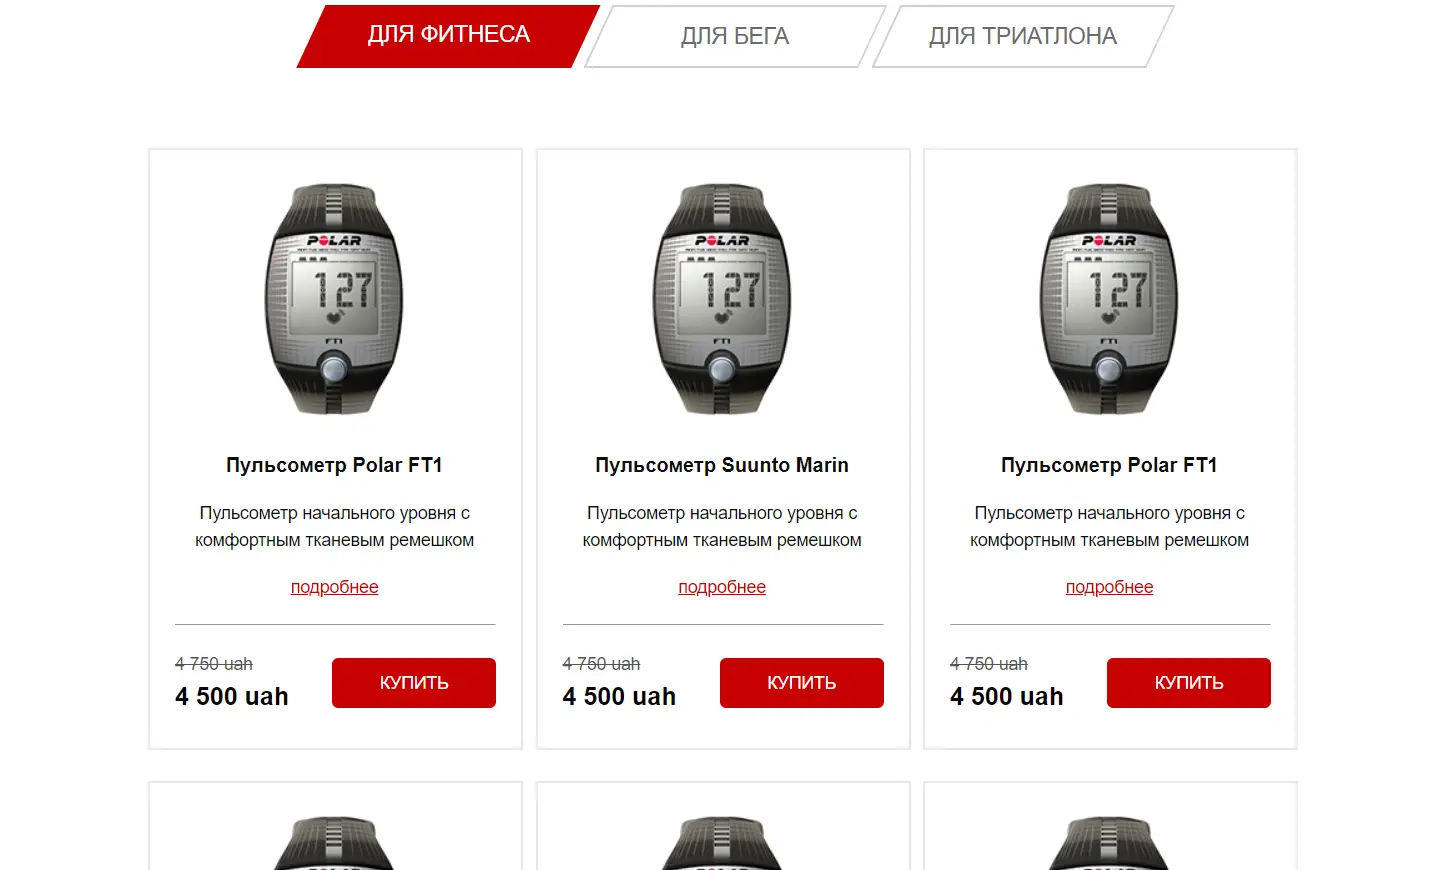 ДЛЯ ФИТНЕСА
ДЛЯ БЕГА
ДЛЯ ТРИАТЛОНА
POLAR
127
FT1
POLAR
127
FT1
POLAR
127
FT1
Пульсометр Polar FT1
Пульсометр Suunto Marin
Пульсометр Polar FT1
Пульсометр начального уровня с
комфортным тканевым ремешком
Пульсометр начального уровня с
комфортным тканевым ремешком
Пульсометр начального уровня с
комфортным тканевым ремешком
подробнее
подробнее
подробнее
4 750 uah
4 500 uah
КУПИТЬ
4 750 uah
4 500 uah
КУПИТЬ
4 750 uah
4 500 uah
КУПИТЬ